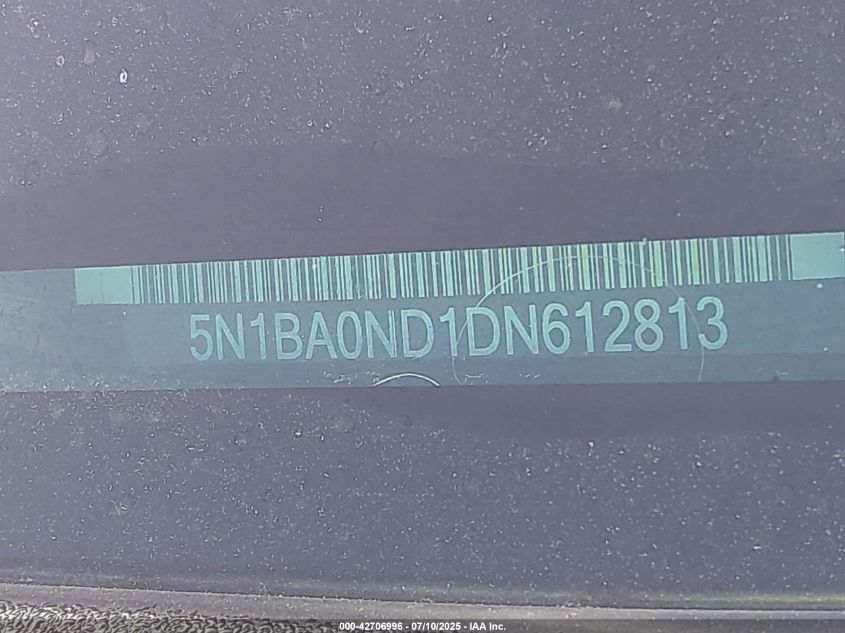 5N1BA0ND1DN612813
000-42706996 - 07/10/2025 - IAA Inc.